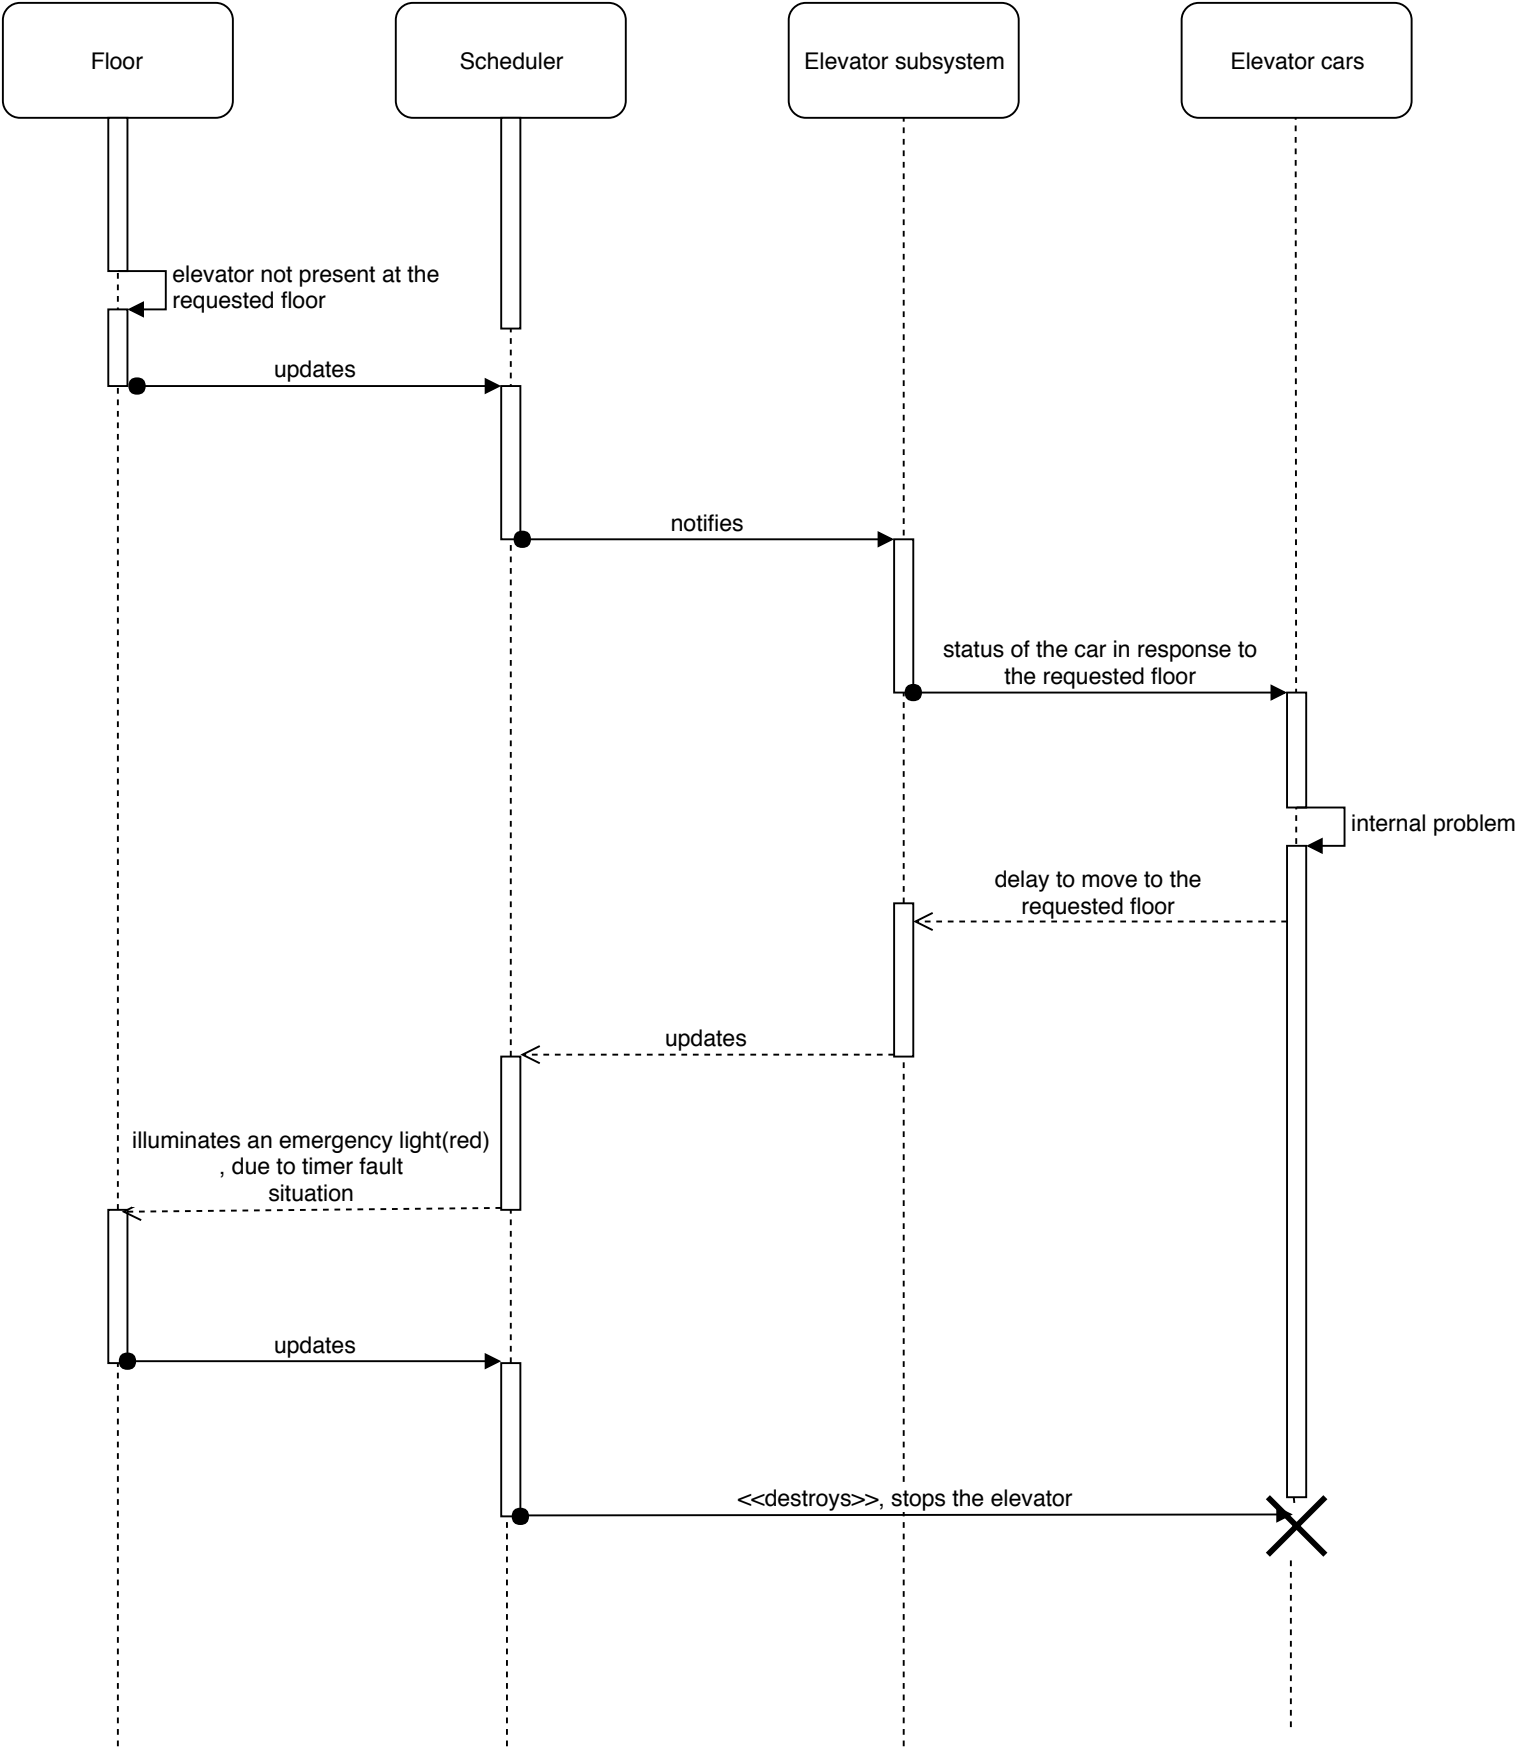 Floor
Scheduler
Elevator subsystem
Elevator cars
elevator not present at the
requested floor
updates
notifies
status of the car in response to
the requested floor
internal problem
delay to move to the
requested floor
updates
illuminates an emergency light(red)
, due to timer fault
situation
updates
<<destroys>>, stops the elevator